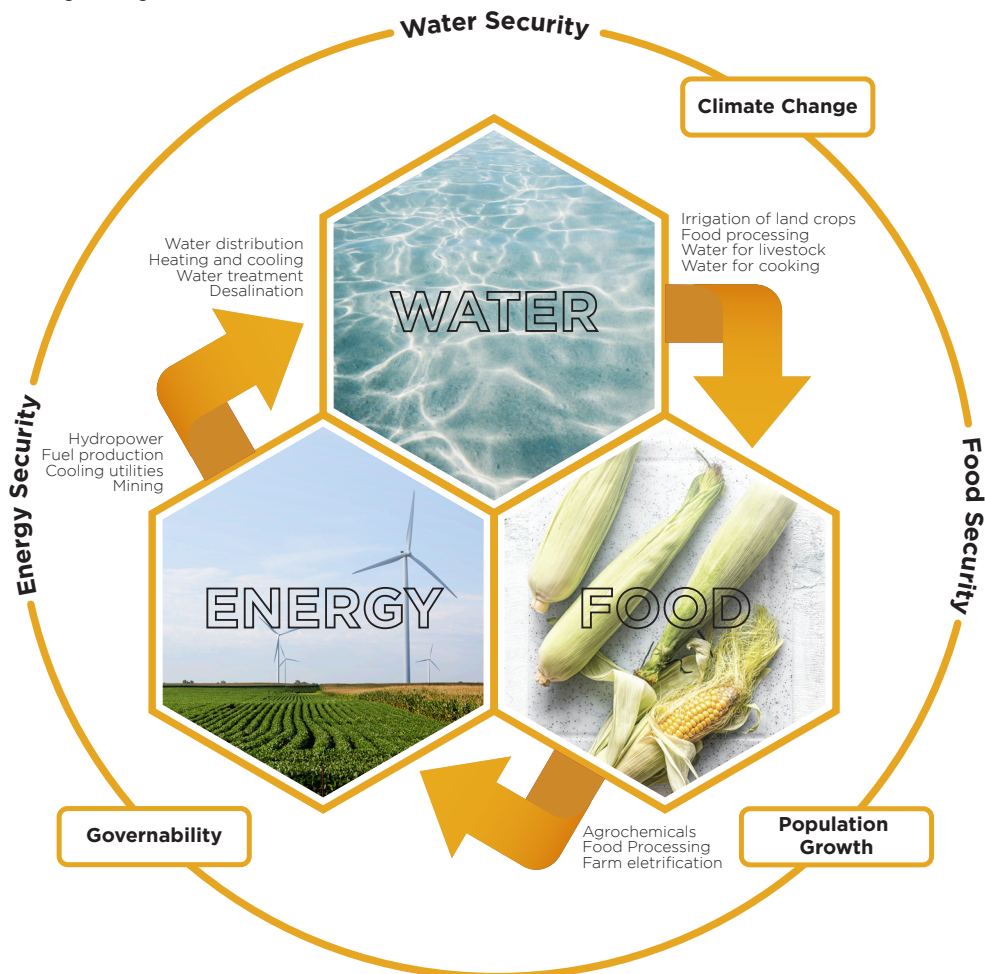 Water Security
Climate Change
Irrigation of land crops
Food processing
Water for livestock
Water for cooking
Water distribution
Heating and cooling
Water treatment
Desalination
WATER
Hydropower
Fuel production
Cooling utilities
Mining
Energy Security
Food Security
ENERGY
FOOD
Governability
Agrochemicals
Food Processing
Farm eletrification
Population
Growth